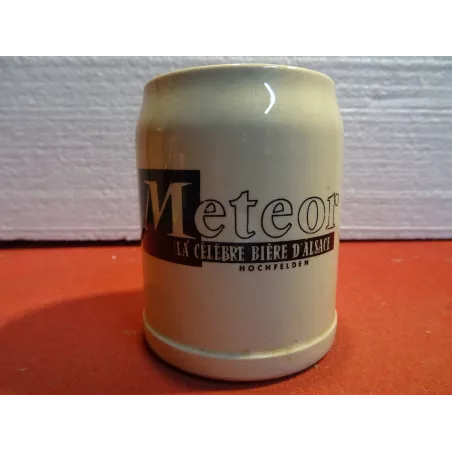 Meteor
LA CÉLÈBRE BIÈRE D'ALSACE
HOCHFELDEN